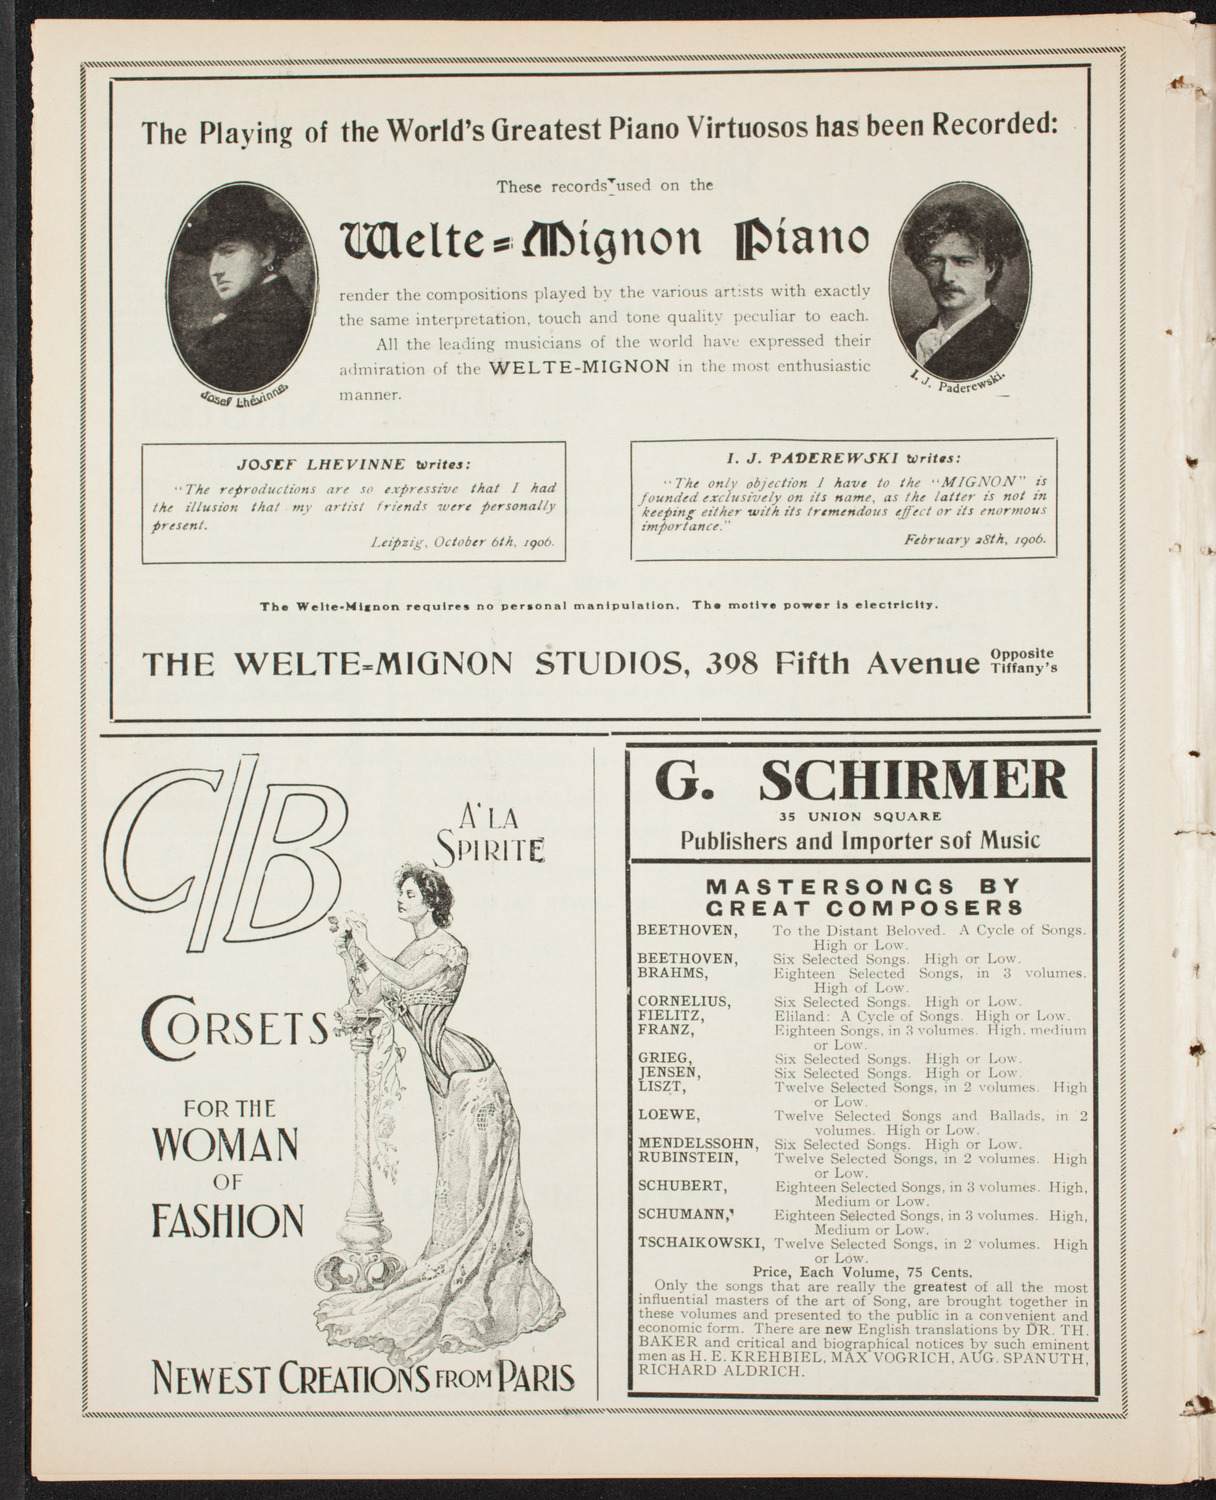 The Playing of the World's Greatest Piano Virtuosos has been Recorded:
These records used on the
Welte=Mignon Piano
render the compositions played by the various artists with exactly
the same interpretation, touch and tone quality peculiar to each.
All the leading musicians of the world have expressed their
admiration of the WELTE-MIGNON in the most enthusiastic
manner.
Josef Lhévinne.
I. J. Paderewski.
JOSEF LHEVINNE writes:
"The reproductions are so expressive that I had
the illusion that my artist friends were personally
present.
Leipzig, October 6th, 1906.
I. J. PADEREWSKI writes:
"The only objection I have to the "MIGNON" is
founded exclusively on its name, as the latter is not in
keeping either with its tremendous effect or its enormous
importance."
February 28th, 1906.
The Welte-Mignon requires no personal manipulation. The motive power is electricity.
THE WELTE=MIGNON STUDIOS, 398 Fifth Avenue Opposite Tiffany's
C/B
A' LA
SPIRITE
CORSETS
FOR THE
WOMAN
OF
FASHION
NEWEST CREATIONS FROM PARIS
G. SCHIRMER
35 UNION SQUARE
Publishers and Importer sof Music
MASTERSONGS BY
GREAT COMPOSERS
BEETHOVEN, To the Distant Beloved. A Cycle of Songs.
High or Low.
BEETHOVEN, Six Selected Songs. High or Low.
BRAHMS, Eighteen Selected Songs, in 3 volumes.
High of Low.
CORNELIUS, Six Selected Songs. High or Low.
FIELITZ, Eliland: A Cycle of Songs. High or Low.
FRANZ, Eighteen Songs, in 3 volumes. High, medium
or Low.
GRIEG, Six Selected Songs. High or Low.
JENSEN, Six Selected Songs. High or Low.
LISZT, Twelve Selected Songs, in 2 volumes. High
or Low.
LOEWE, Twelve Selected Songs and Ballads, in 2
volumes. High or Low.
MENDELSSOHN, Six Selected Songs. High or Low.
RUBINSTEIN, Twelve Selected Songs, in 2 volumes. High
or Low.
SCHUBERT, Eighteen Selected Songs, in 3 volumes. High,
Medium or Low.
SCHUMANN, Eighteen Selected Songs, in 3 volumes. High,
Medium or Low.
TSCHAIKOWSKI, Twelve Selected Songs, in 2 volumes. High
or Low.
Price, Each Volume, 75 Cents.
Only the songs that are really the greatest of all the most
influential masters of the art of Song, are brought together in
these volumes and presented to the public in a convenient and
economic form. There are new English translations by DR. TH.
BAKER and critical and biographical notices by such eminent
men as H. E. KREHBIEL, MAX VOGRICH, AUG. SPANUTH,
RICHARD ALDRICH.